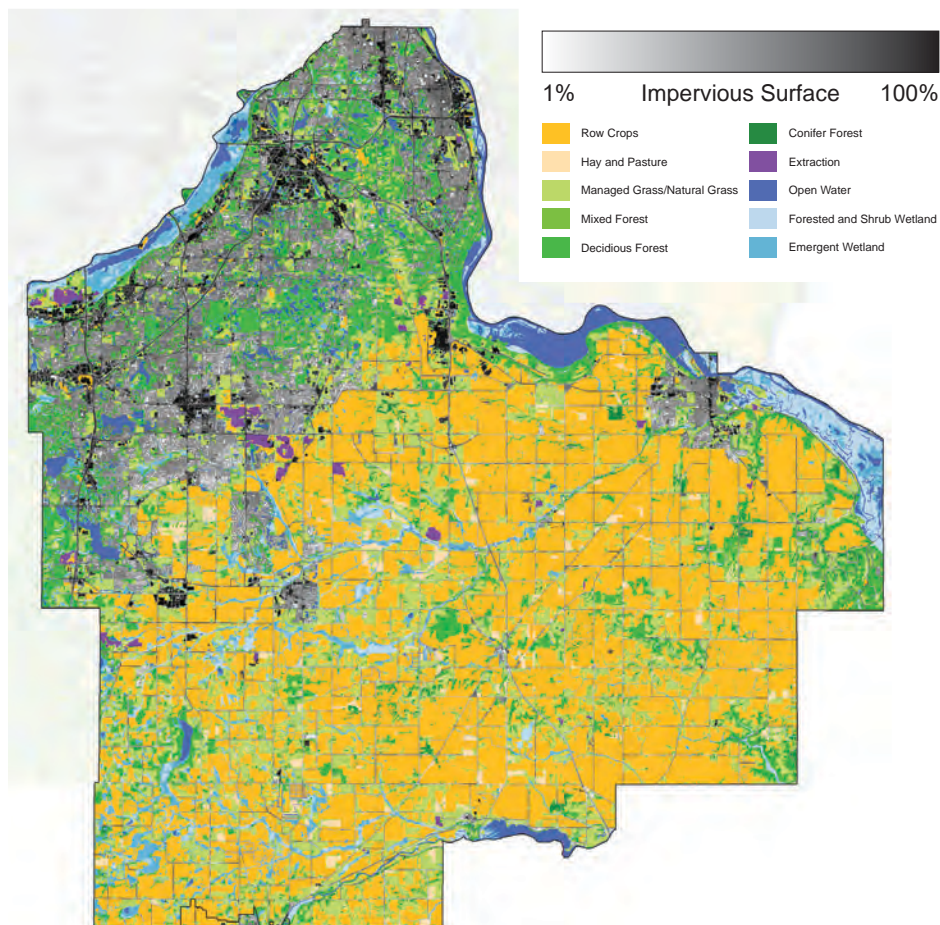 1% Impervious Surface 100%
Row Crops
Hay and Pasture
Managed Grass/Natural Grass
Mixed Forest
Decidious Forest
Conifer Forest
Extraction
Open Water
Forested and Shrub Wetland
Emergent Wetland